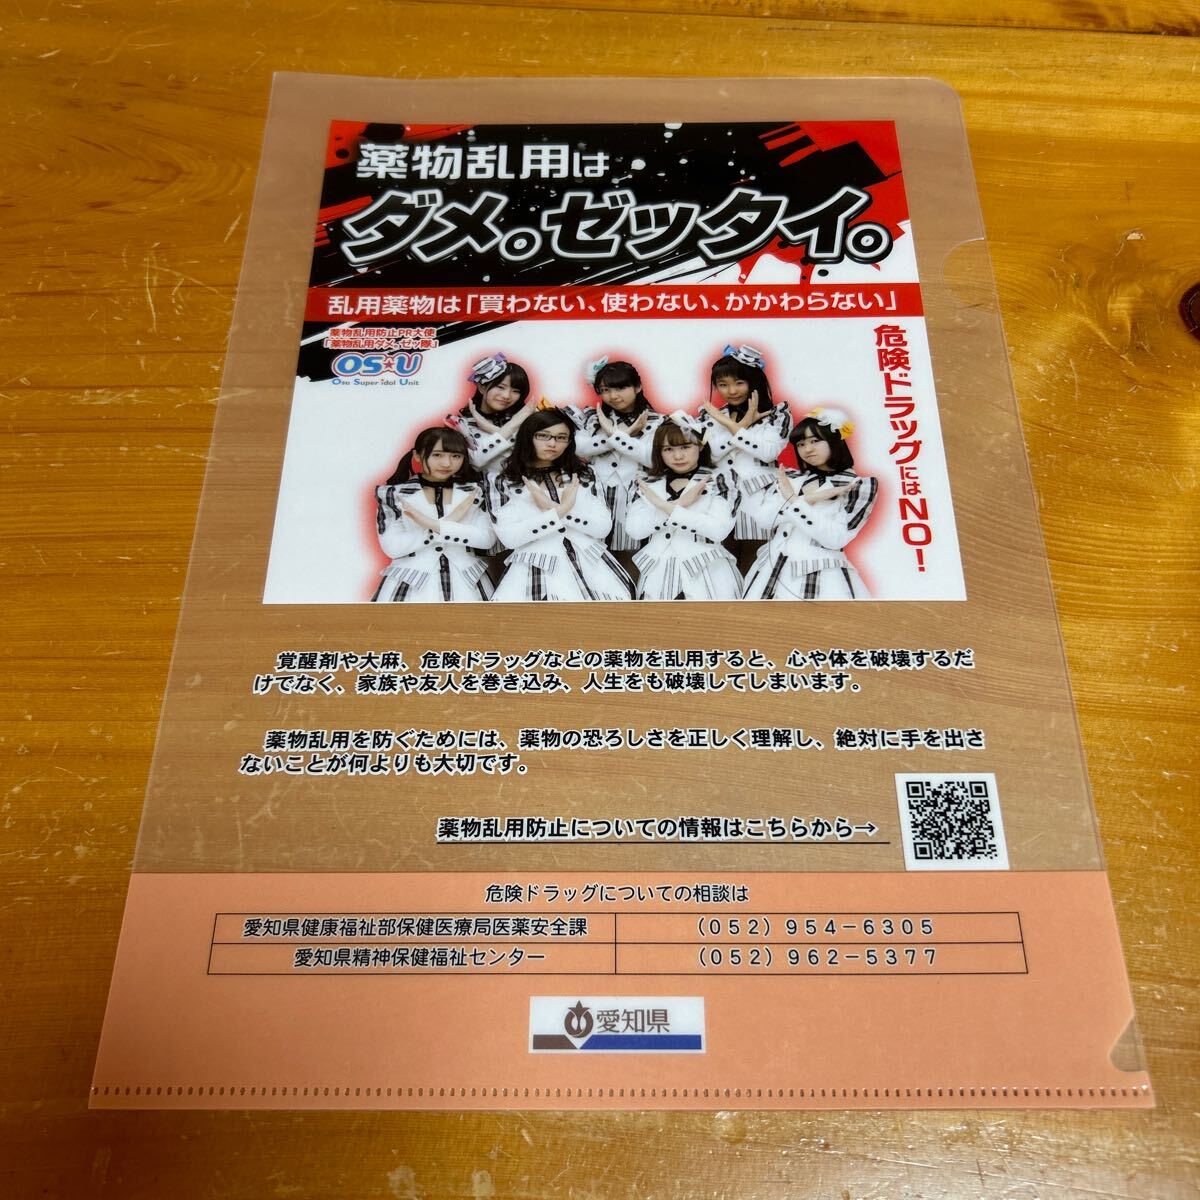 薬物乱用は
ダメ。ゼッタイ。
乱用薬物は「買わない、使わない、かかわらない」
薬物乱用防止PR大使
「薬物乱用ダメ。ゼッ隊」
OS☆U
Osu Super idol Unit
危険ドラッグにはNO!
覚醒剤や大麻、危険ドラッグなどの薬物を乱用すると、心や体を破壊するだ
けでなく、家族や友人を巻き込み、人生をも破壊してしまいます。
薬物乱用を防ぐためには、薬物の恐ろしさを正しく理解し、絶対に手を出さ
ないことが何よりも大切です。
薬物乱用防止についての情報はこちらから→
危険ドラッグについての相談は
愛知県健康福祉部保健医療局医薬安全課 (052)954-6305
愛知県精神保健福祉センター (052)962-5377
愛知県